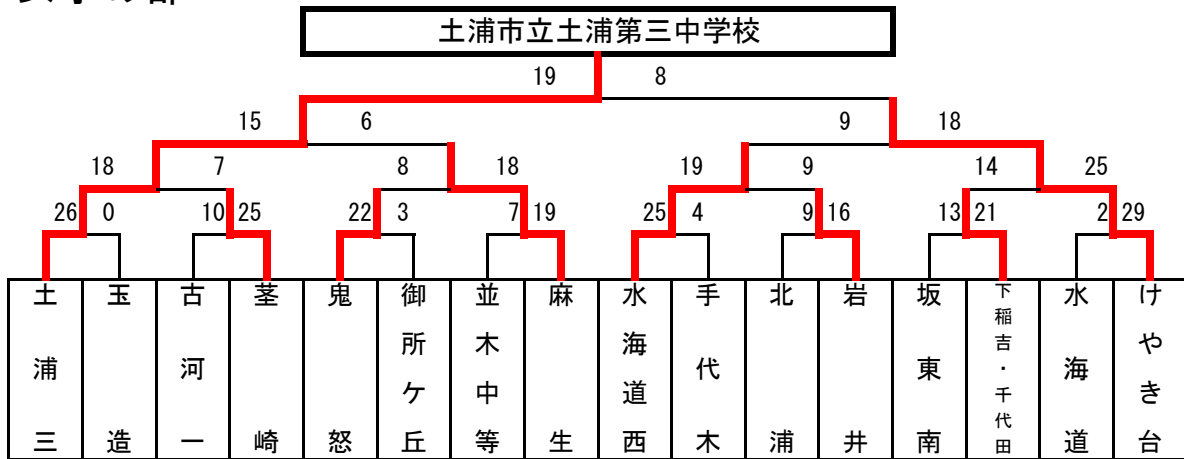 土浦市立土浦第三中学校
19 8
15 6 9 18
18 7 8 18 19 9 14 25
26 0 10 25 22 3 7 19 25 4 9 16 13 21 2 29
土浦三
玉造
古河一
茎崎
鬼怒
御所ケ丘
並木中等
麻生
水海道西
手代木
北浦
岩井
坂東南
下稲吉・千代田
水海道
けやき台